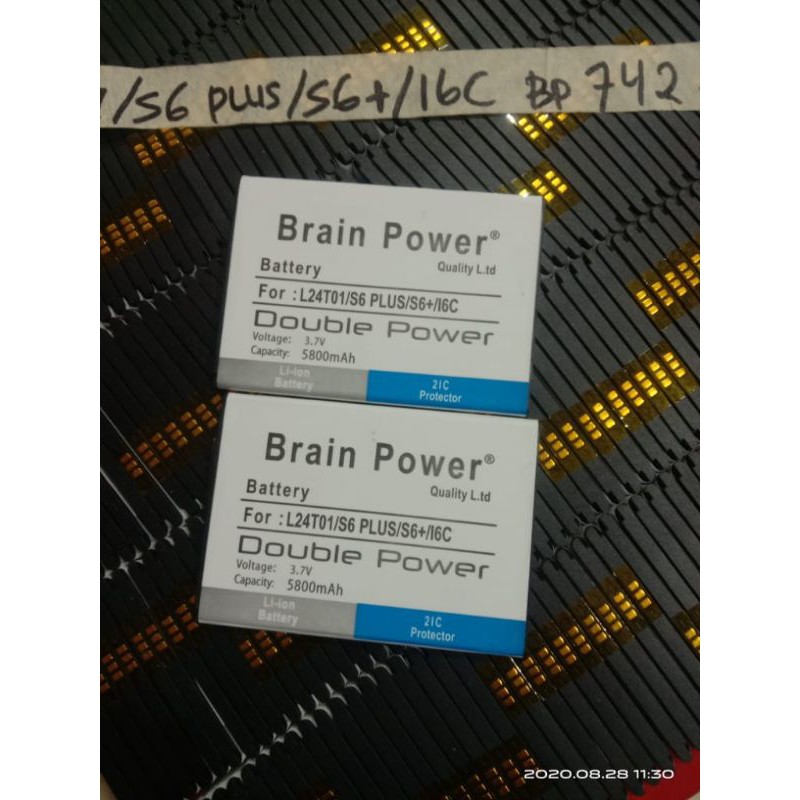 /S6 PLUS/S6+/I6C BP 742
Brain Power®
Quality L.td
Battery
For : L24T01/S6 PLUS/S6+/I6C
Double Power
Voltage: 3.7V
Capacity: 5800mAh
Li-Ion
Battery
2IC
Protector
Brain Power®
Quality L.td
Battery
For : L24T01/S6 PLUS/S6+/I6C
Double Power
Voltage: 3.7V
Capacity: 5800mAh
Li-Ion
Battery
2IC
Protector
2020.08.28 11:30